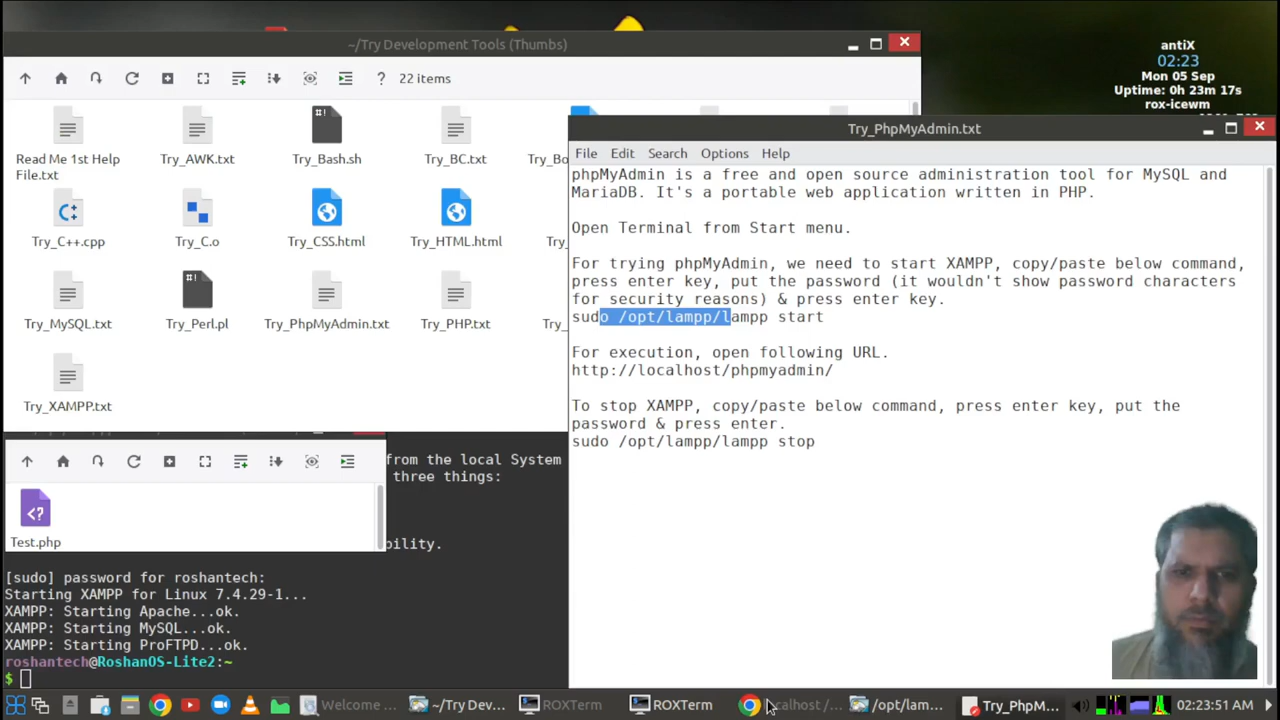 ~/Try Development Tools (Thumbs)
22 items
Read Me 1st Help
File.txt
Try_AWK.txt
Try_Bash.sh
Try_BC.txt
Try_C++.cpp
Try_C.o
Try_CSS.html
Try_HTML.html
Try_MySQL.txt
Try_Perl.pl
Try_PhpMyAdmin.txt
Try_PHP.txt
Try_XAMPP.txt
antiX
02:23
Mon 05 Sep
Uptime: 0h 23m 17s
rox-icewm
Try_PhpMyAdmin.txt
File Edit Search Options Help
phpMyAdmin is a free and open source administration tool for MySQL and
MariaDB. It's a portable web application written in PHP.
Open Terminal from Start menu.
For trying phpMyAdmin, we need to start XAMPP, copy/paste below command,
press enter key, put the password (it wouldn't show password characters
for security reasons) & press enter key.
sudo /opt/lampp/lampp start
For execution, open following URL.
http://localhost/phpmyadmin/
To stop XAMPP, copy/paste below command, press enter key, put the
password & press enter.
sudo /opt/lampp/lampp stop
Test.php
from the local System
three things:
[sudo] password for roshantech:
Starting XAMPP for Linux 7.4.29-1...
XAMPP: Starting Apache...ok.
XAMPP: Starting MySQL...ok.
XAMPP: Starting ProFTPD...ok.
roshantech@RoshanOS-Lite2:~
$
Welcome ...
~/Try Dev...
ROXTerm
ROXTerm
/opt/lam...
Try_PhpM...
02:23:51 AM